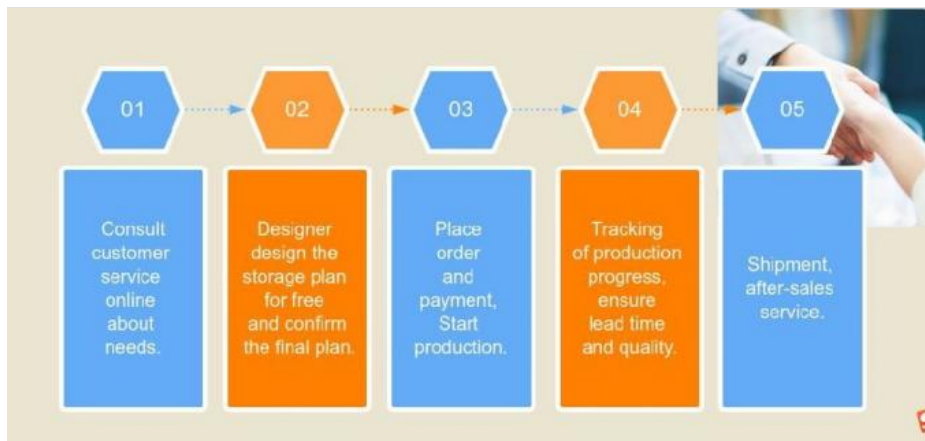 01
02
03
04
05
Consult
customer
service
online
about
needs.
Designer
design the
storage plan
for free
and confirm
the final plan.
Place
order
and
payment,
Start
production.
Tracking
of production
progress,
ensure
lead time
and quality.
Shipment,
after-sales
service.